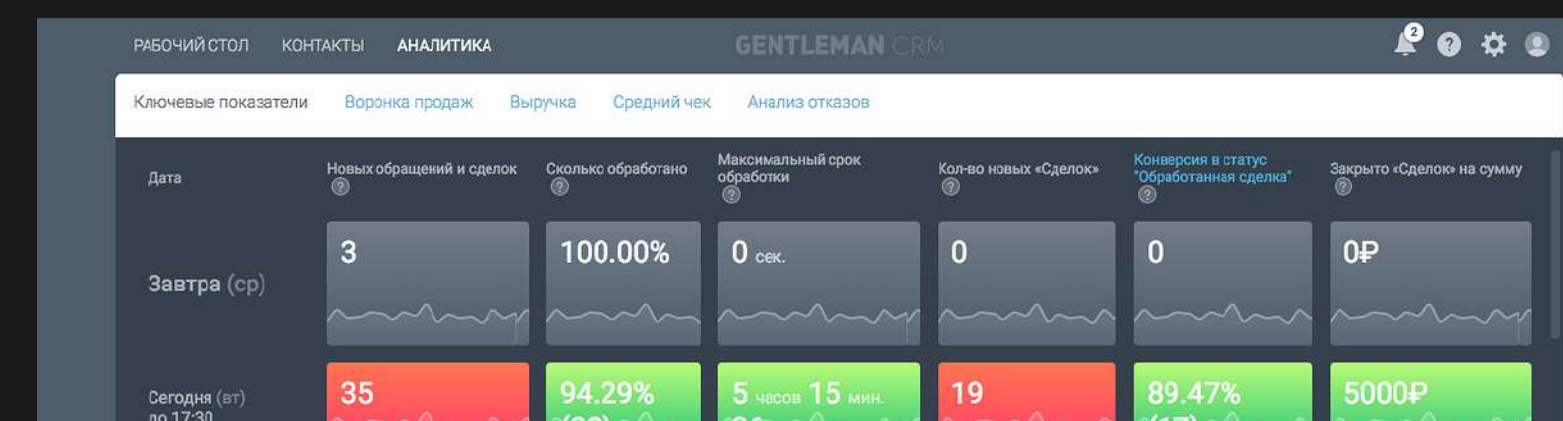 РАБОЧИЙ СТОЛ КОНТАКТЫ АНАЛИТИКА GENTLEMAN CRM 2 ?
Ключевые показатели Воронка продаж Выручка Средний чек Анализ отказов
Дата
Новых обращений и сделок
?
Сколько обработано
?
Максимальный срок
обработки
?
Кол-во новых «Сделок»
?
Конверсия в статус
"Обработанная сделка"
?
Закрыто «Сделок» на сумму
?
Завтра (ср)
3 100.00% 0 сек. 0 0 0₽
Сегодня (вт)
до 17:30
35 94.29% 5 часов 15 мин. 19 89.47% 5000₽